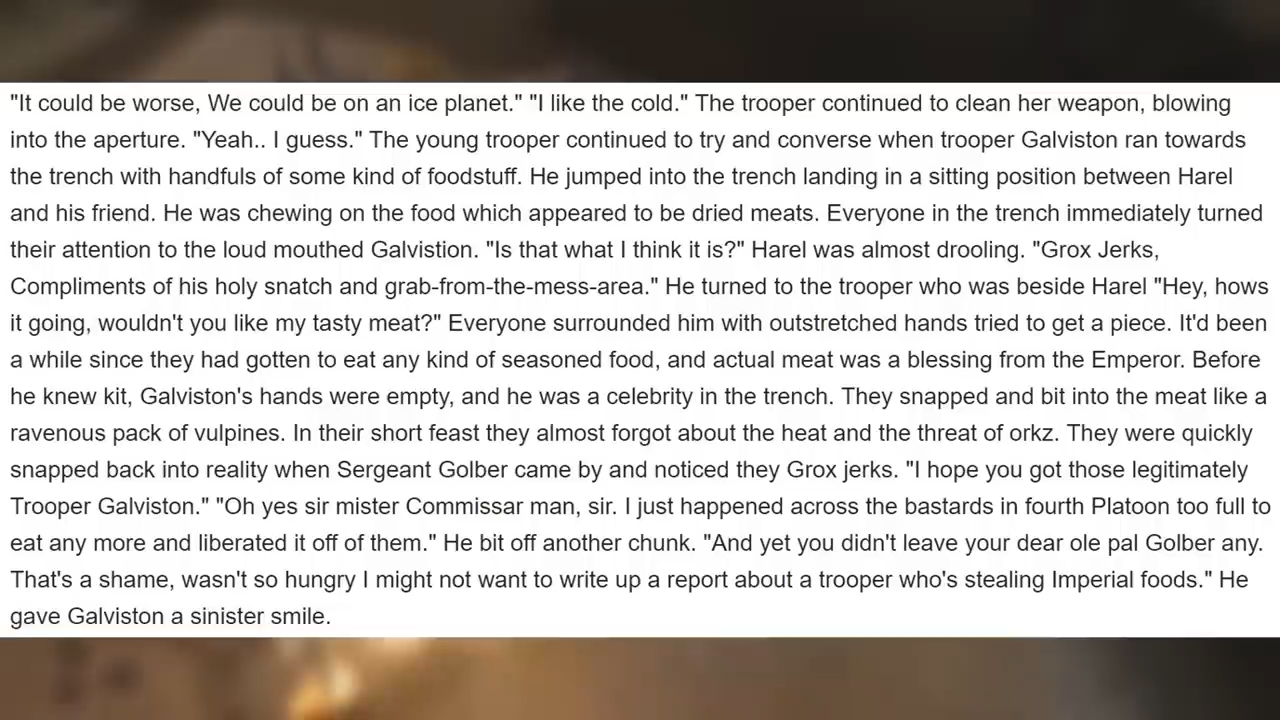 "It could be worse, We could be on an ice planet." "I like the cold." The trooper continued to clean her weapon, blowing
into the aperture. "Yeah.. I guess." The young trooper continued to try and converse when trooper Galviston ran towards
the trench with handfuls of some kind of foodstuff. He jumped into the trench landing in a sitting position between Harel
and his friend. He was chewing on the food which appeared to be dried meats. Everyone in the trench immediately turned
their attention to the loud mouthed Galvistion. "Is that what I think it is?" Harel was almost drooling. "Grox Jerks,
Compliments of his holy snatch and grab-from-the-mess-area." He turned to the trooper who was beside Harel "Hey, hows
it going, wouldn't you like my tasty meat?" Everyone surrounded him with outstretched hands tried to get a piece. It'd been
a while since they had gotten to eat any kind of seasoned food, and actual meat was a blessing from the Emperor. Before
he knew kit, Galviston's hands were empty, and he was a celebrity in the trench. They snapped and bit into the meat like a
ravenous pack of vulpines. In their short feast they almost forgot about the heat and the threat of orkz. They were quickly
snapped back into reality when Sergeant Golber came by and noticed they Grox jerks. "I hope you got those legitimately
Trooper Galviston." "Oh yes sir mister Commissar man, sir. I just happened across the bastards in fourth Platoon too full to
eat any more and liberated it off of them." He bit off another chunk. "And yet you didn't leave your dear ole pal Golber any.
That's a shame, wasn't so hungry I might not want to write up a report about a trooper who's stealing Imperial foods." He
gave Galviston a sinister smile.